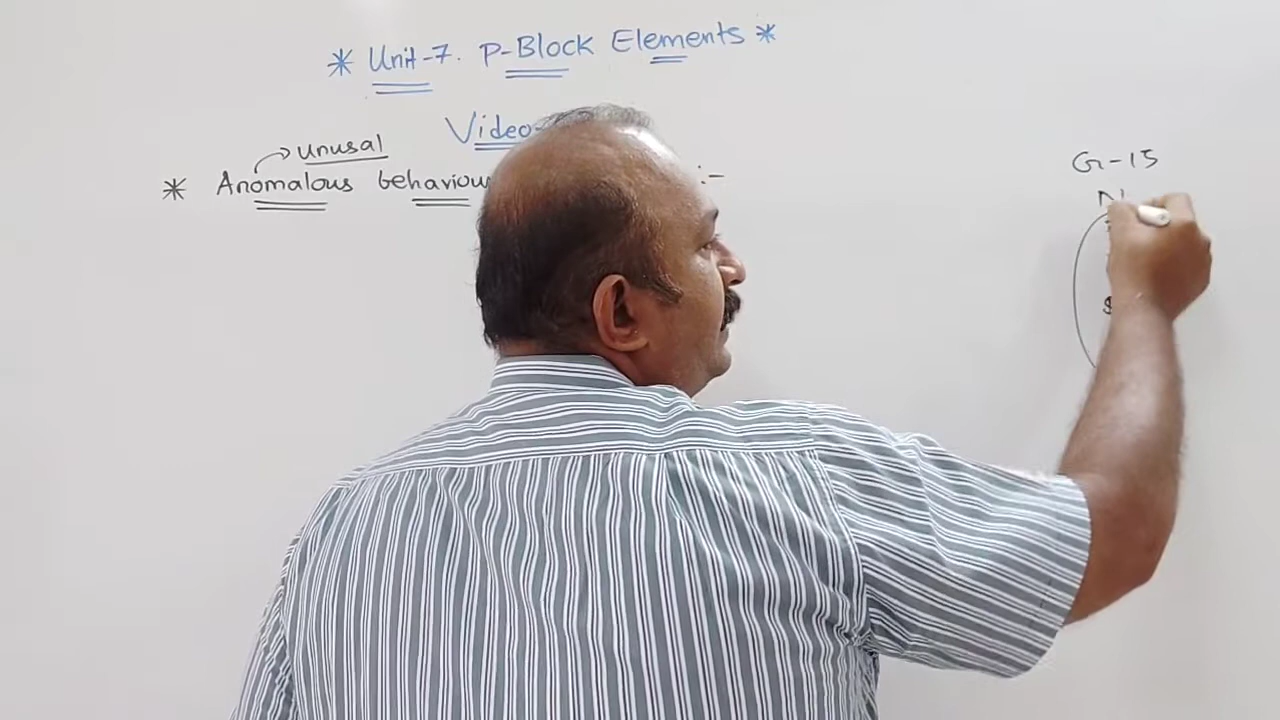 * Unit-7. P-Block Elements *
Video-
unusal
* Anomalous behaviour :-
G-15
N
S